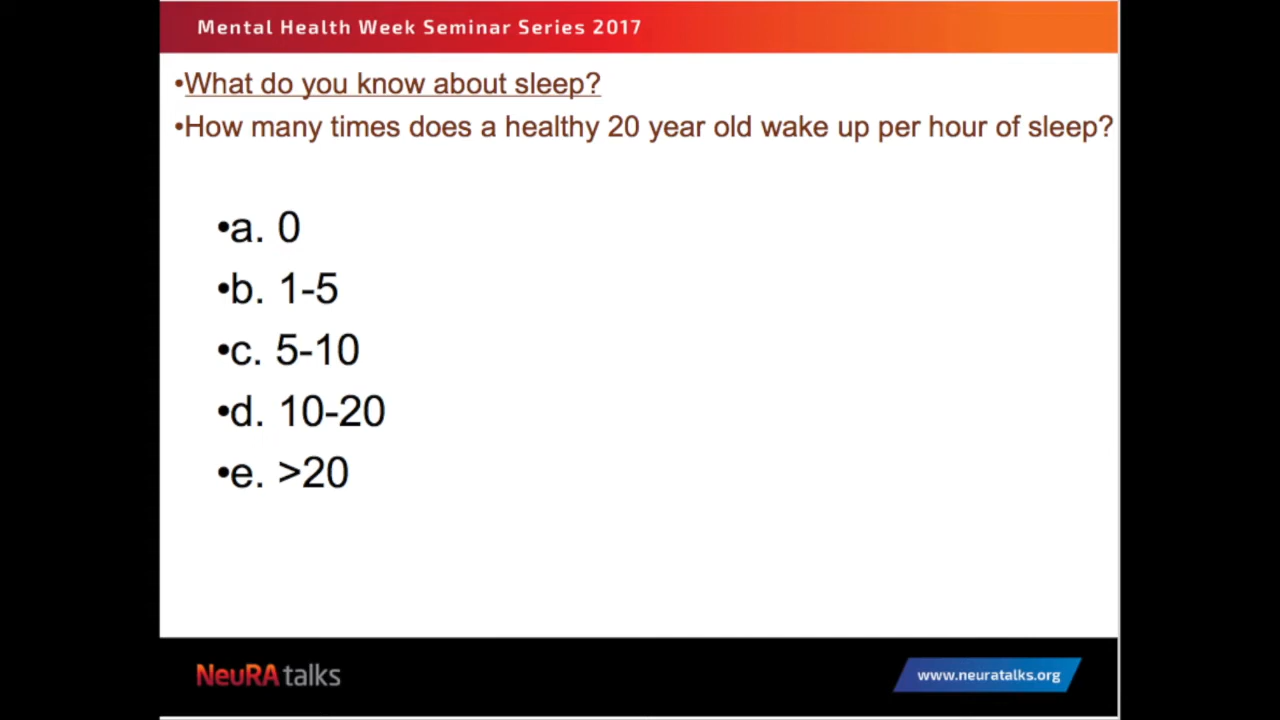 Mental Health Week Seminar Series 2017
•What do you know about sleep?
•How many times does a healthy 20 year old wake up per hour of sleep?
•a. 0
•b. 1-5
•c. 5-10
•d. 10-20
•e. >20
NeuRA talks
www.neuratalks.org